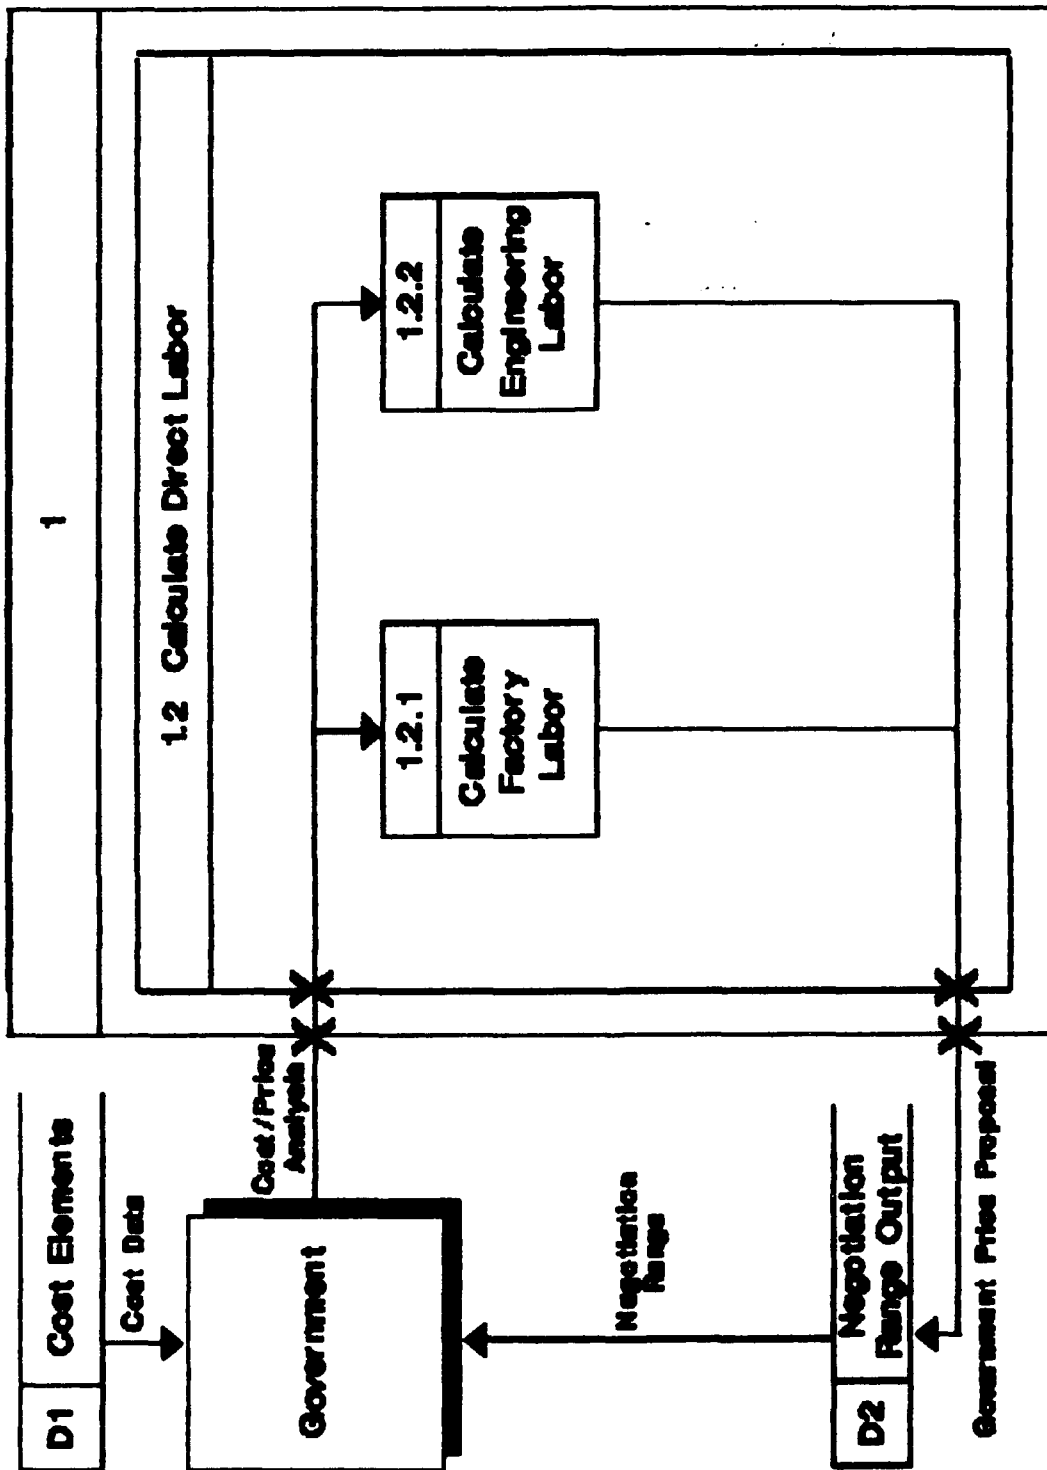 1
1.2 Calculate Direct Labor
1.2.1
Calculate
Factory
Labor
1.2.2
Calculate
Engineering
Labor
D1
Cost Elements
Cost Data
Government
Cost/Price
Analysis
Negotiation
Range
D2
Negotiation
Range Output
Government Price Proposal